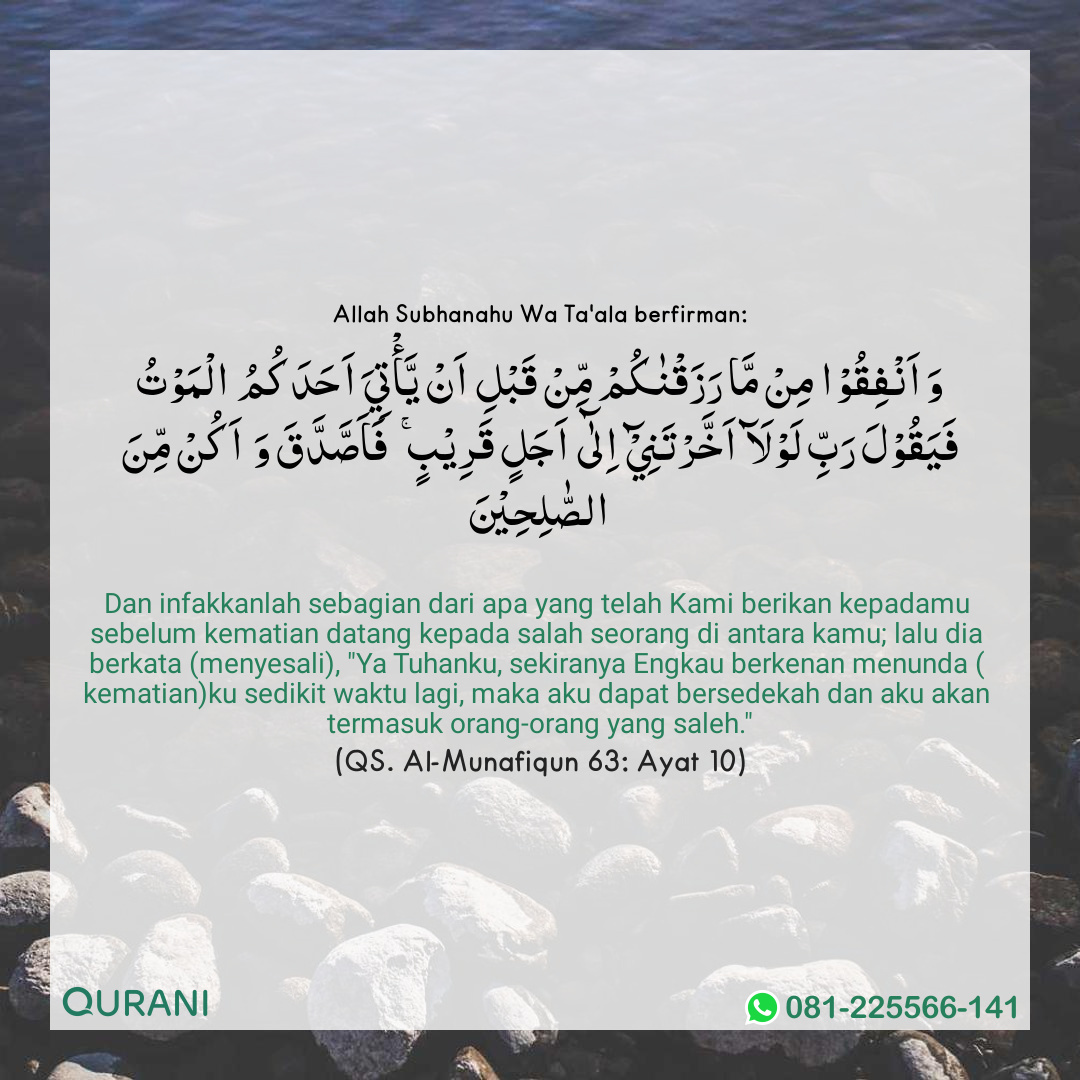 Allah Subhanahu Wa Ta'ala berfirman:
وَ اَنْفِقُوْا مِنْ مَّا رَزَقْنٰكُمْ مِّنْ قَبْلِ اَنْ يَّأْتِيَ اَحَدَكُمُ الْمَوْتُ
فَيَقُوْلَ رَبِّ لَوْلَاۤ اَخَّرْتَنِيْۤ اِلٰۤى اَجَلٍ قَرِيْبٍ ۚ فَاَصَّدَّقَ وَ اَكُنْ مِّنَ
الصّٰلِحِيْنَ
Dan infakkanlah sebagian dari apa yang telah Kami berikan kepadamu
sebelum kematian datang kepada salah seorang di antara kamu; lalu dia
berkata (menyesali), "Ya Tuhanku, sekiranya Engkau berkenan menunda (
kematian)ku sedikit waktu lagi, maka aku dapat bersedekah dan aku akan
termasuk orang-orang yang saleh."
(QS. Al-Munafiqun 63: Ayat 10)
QURANI
081-225566-141